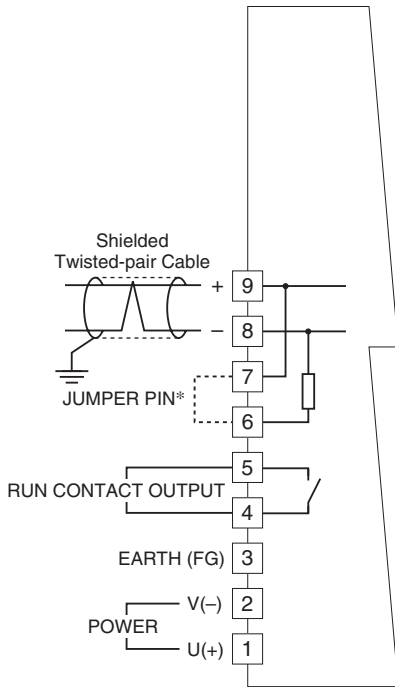 Shielded
Twisted-pair Cable
+ 9
– 8
7
JUMPER PIN*
6
5
RUN CONTACT OUTPUT
4
EARTH (FG) 3
V(–) 2
POWER
U(+) 1